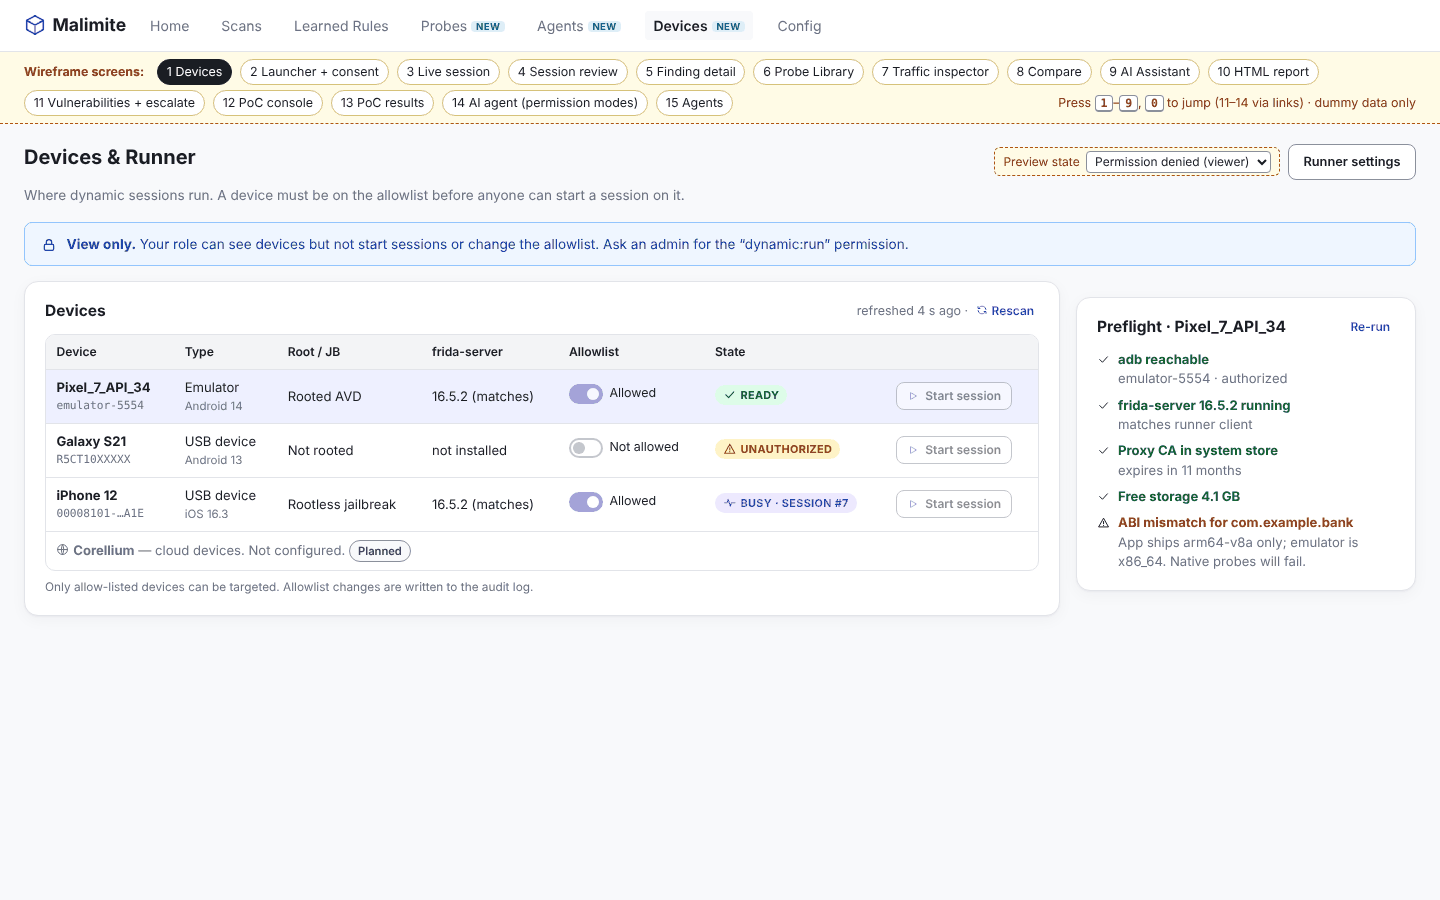 Malimite Home Scans Learned Rules Probes NEW Agents NEW Devices NEW Config
Wireframe screens: 1 Devices 2 Launcher + consent 3 Live session 4 Session review 5 Finding detail 6 Probe Library 7 Traffic inspector 8 Compare 9 AI Assistant 10 HTML report
11 Vulnerabilities + escalate 12 PoC console 13 PoC results 14 AI agent (permission modes) 15 Agents Press 1–9, 0 to jump (11–14 via links) · dummy data only
Devices & Runner Preview state Permission denied (viewer) Runner settings
Where dynamic sessions run. A device must be on the allowlist before anyone can start a session on it.
View only. Your role can see devices but not start sessions or change the allowlist. Ask an admin for the “dynamic:run” permission.
Devices refreshed 4 s ago · Rescan
Device Type Root / JB frida-server Allowlist State
Pixel_7_API_34 Emulator Rooted AVD 16.5.2 (matches) Allowed READY Start session
emulator-5554 Android 14
Galaxy S21 USB device Not rooted not installed Not allowed UNAUTHORIZED Start session
R5CT10XXXXX Android 13
iPhone 12 USB device Rootless jailbreak 16.5.2 (matches) Allowed BUSY · SESSION #7 Start session
00008101-…A1E iOS 16.3
Corellium — cloud devices. Not configured. Planned
Only allow-listed devices can be targeted. Allowlist changes are written to the audit log.
Preflight · Pixel_7_API_34 Re-run
adb reachable
emulator-5554 · authorized
frida-server 16.5.2 running
matches runner client
Proxy CA in system store
expires in 11 months
Free storage 4.1 GB
ABI mismatch for com.example.bank
App ships arm64-v8a only; emulator is
x86_64. Native probes will fail.